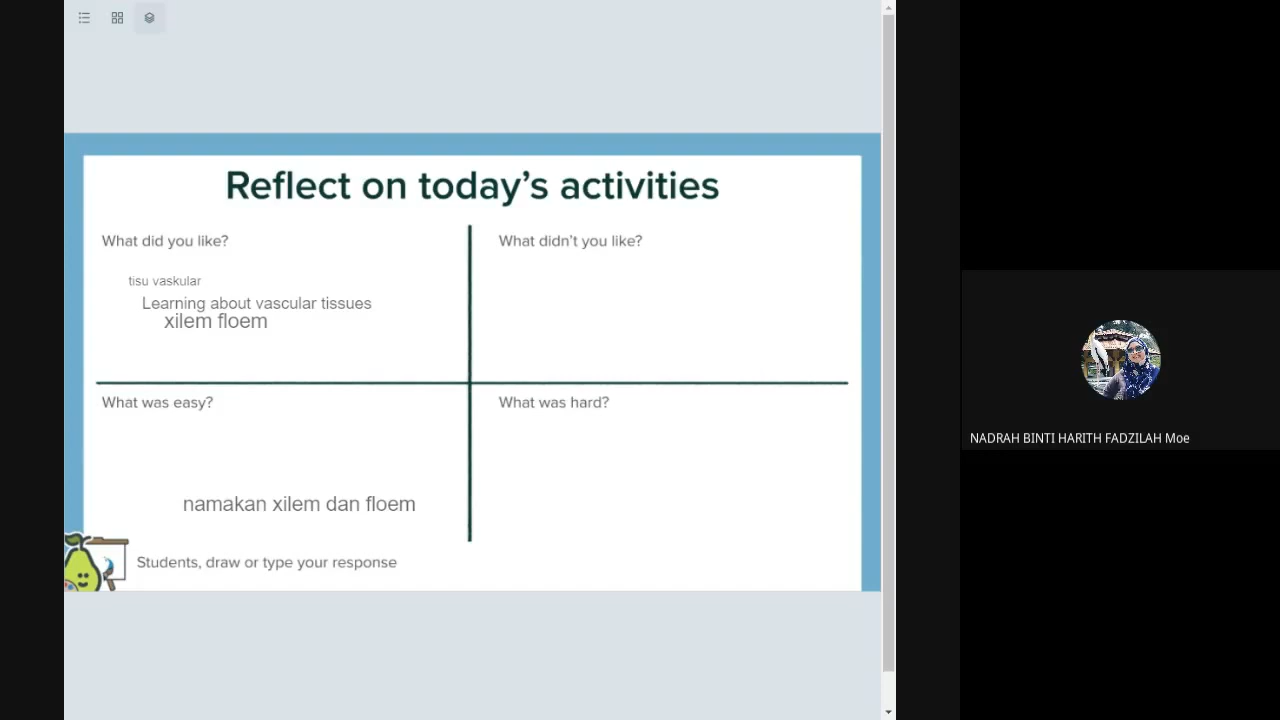 Reflect on today’s activities
What did you like?
tisu vaskular
Learning about vascular tissues
xilem floem
What didn’t you like?
What was easy?
namakan xilem dan floem
What was hard?
Students, draw or type your response
NADRAH BINTI HARITH FADZILAH Moe